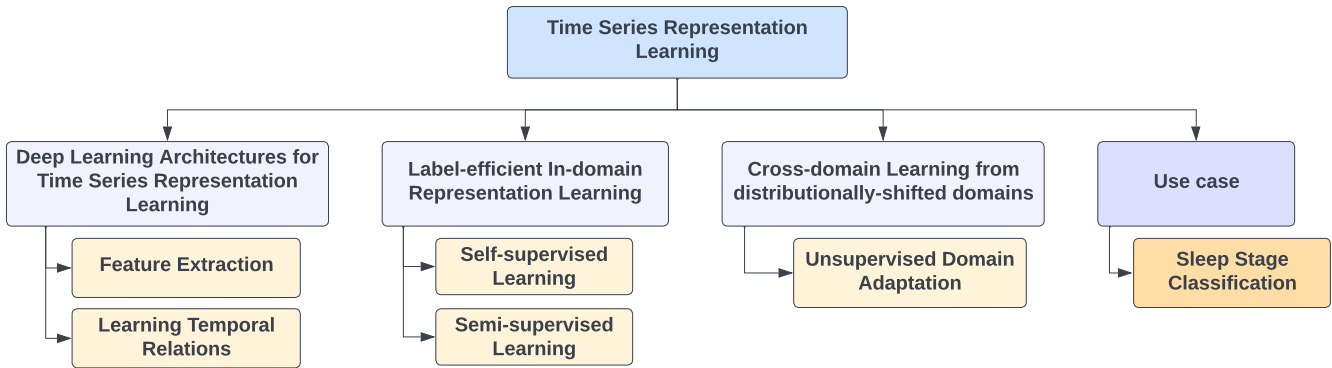 Time Series Representation
Learning
Deep Learning Architectures for
Time Series Representation
Learning
Feature Extraction
Learning Temporal
Relations
Label-efficient In-domain
Representation Learning
Self-supervised
Learning
Semi-supervised
Learning
Cross-domain Learning from
distributionally-shifted domains
Unsupervised Domain
Adaptation
Use case
Sleep Stage
Classification